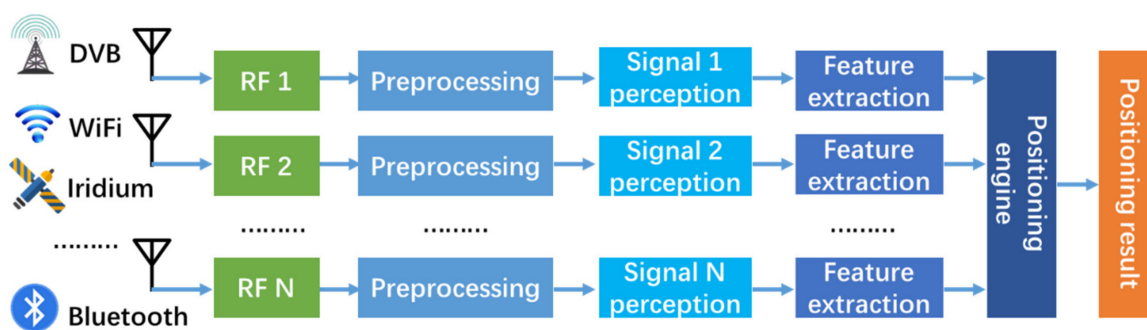 DVB
RF 1
Preprocessing
Signal 1
perception
Feature
extraction
WiFi
RF 2
Preprocessing
Signal 2
perception
Feature
extraction
Iridium
………
………
………
………
Bluetooth
RF N
Preprocessing
Signal N
perception
Feature
extraction
Positioning
engine
Positioning result